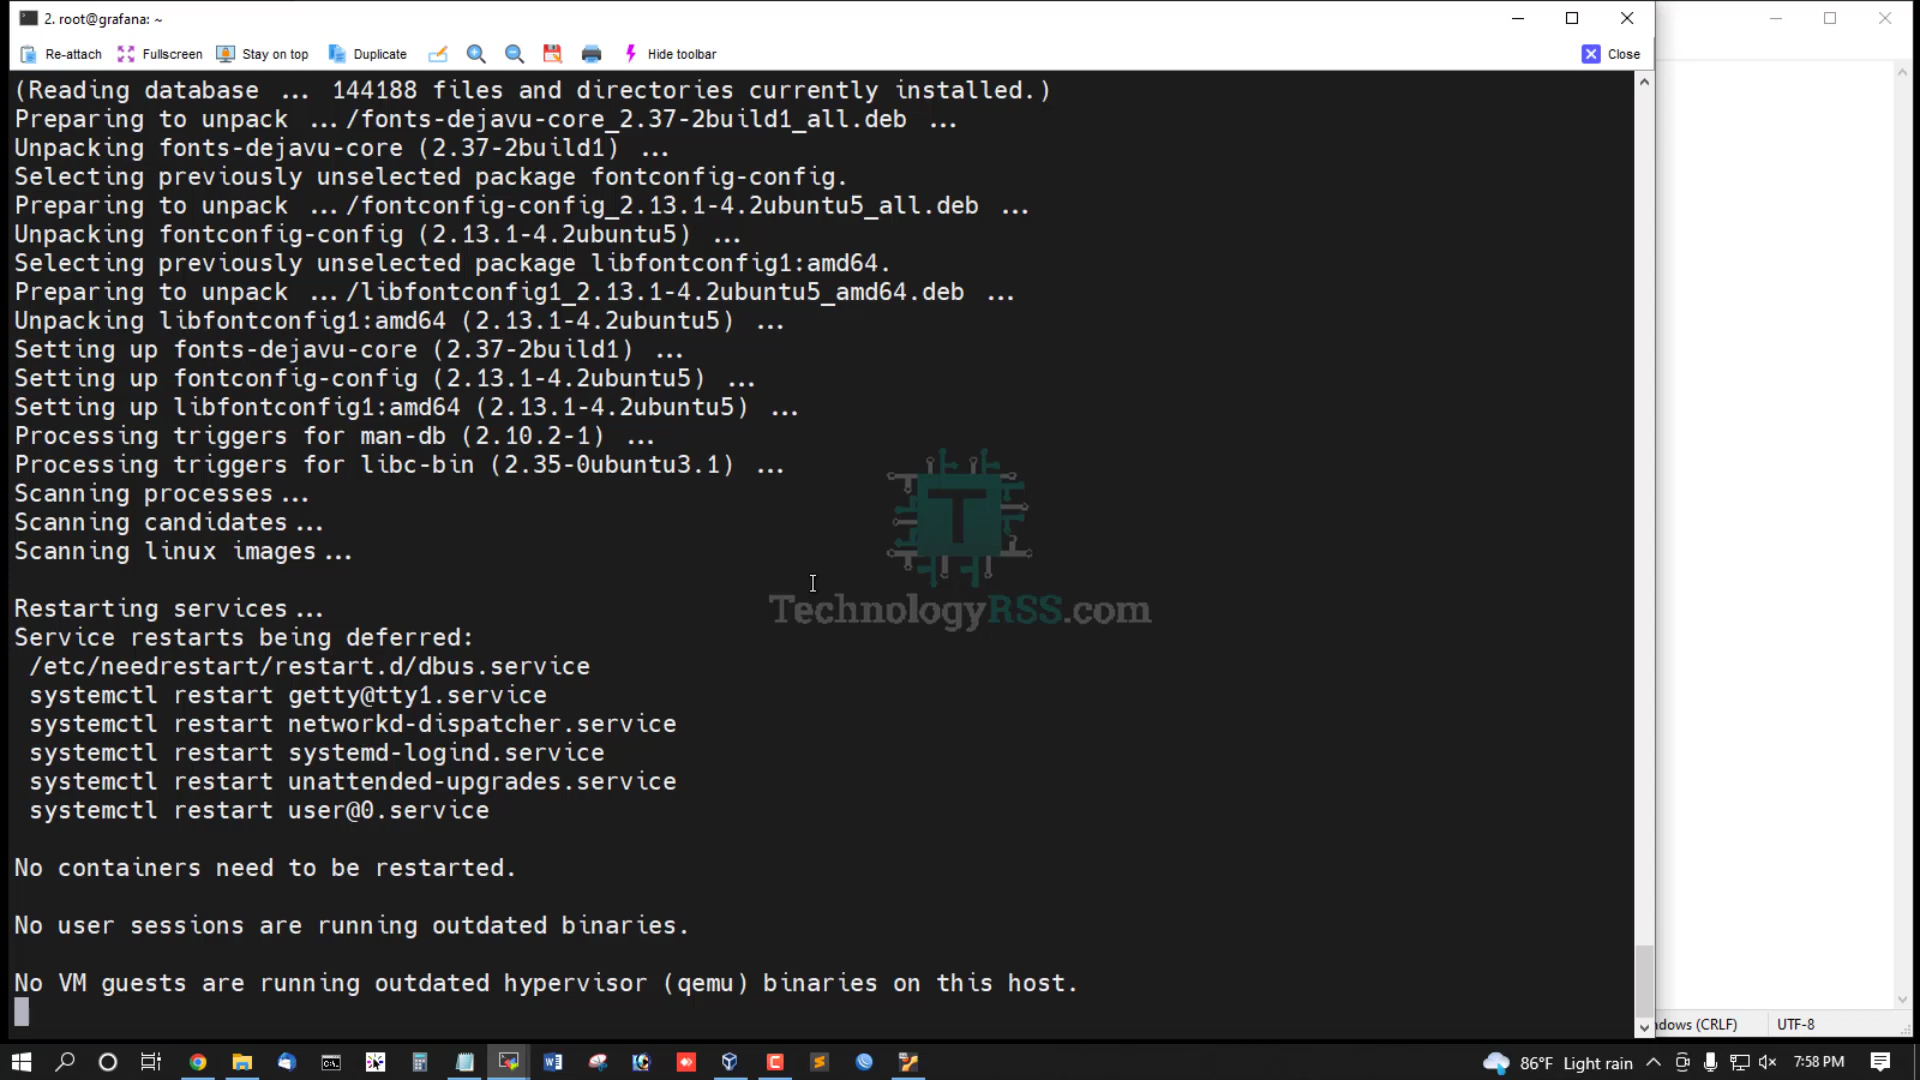 2. root@grafana: ~
Re-attach Fullscreen Stay on top Duplicate Hide toolbar Close
(Reading database ... 144188 files and directories currently installed.)
Preparing to unpack .../fonts-dejavu-core_2.37-2build1_all.deb ...
Unpacking fonts-dejavu-core (2.37-2build1) ...
Selecting previously unselected package fontconfig-config.
Preparing to unpack .../fontconfig-config_2.13.1-4.2ubuntu5_all.deb ...
Unpacking fontconfig-config (2.13.1-4.2ubuntu5) ...
Selecting previously unselected package libfontconfig1:amd64.
Preparing to unpack .../libfontconfig1_2.13.1-4.2ubuntu5_amd64.deb ...
Unpacking libfontconfig1:amd64 (2.13.1-4.2ubuntu5) ...
Setting up fonts-dejavu-core (2.37-2build1) ...
Setting up fontconfig-config (2.13.1-4.2ubuntu5) ...
Setting up libfontconfig1:amd64 (2.13.1-4.2ubuntu5) ...
Processing triggers for man-db (2.10.2-1) ...
Processing triggers for libc-bin (2.35-0ubuntu3.1) ...
Scanning processes...
Scanning candidates...
Scanning linux images...
T
TechnologyRSS.com
Restarting services...
Service restarts being deferred:
/etc/needrestart/restart.d/dbus.service
systemctl restart getty@tty1.service
systemctl restart networkd-dispatcher.service
systemctl restart systemd-logind.service
systemctl restart unattended-upgrades.service
systemctl restart user@0.service
No containers need to be restarted.
No user sessions are running outdated binaries.
No VM guests are running outdated hypervisor (qemu) binaries on this host.
dows (CRLF) UTF-8
86°F Light rain 7:58 PM